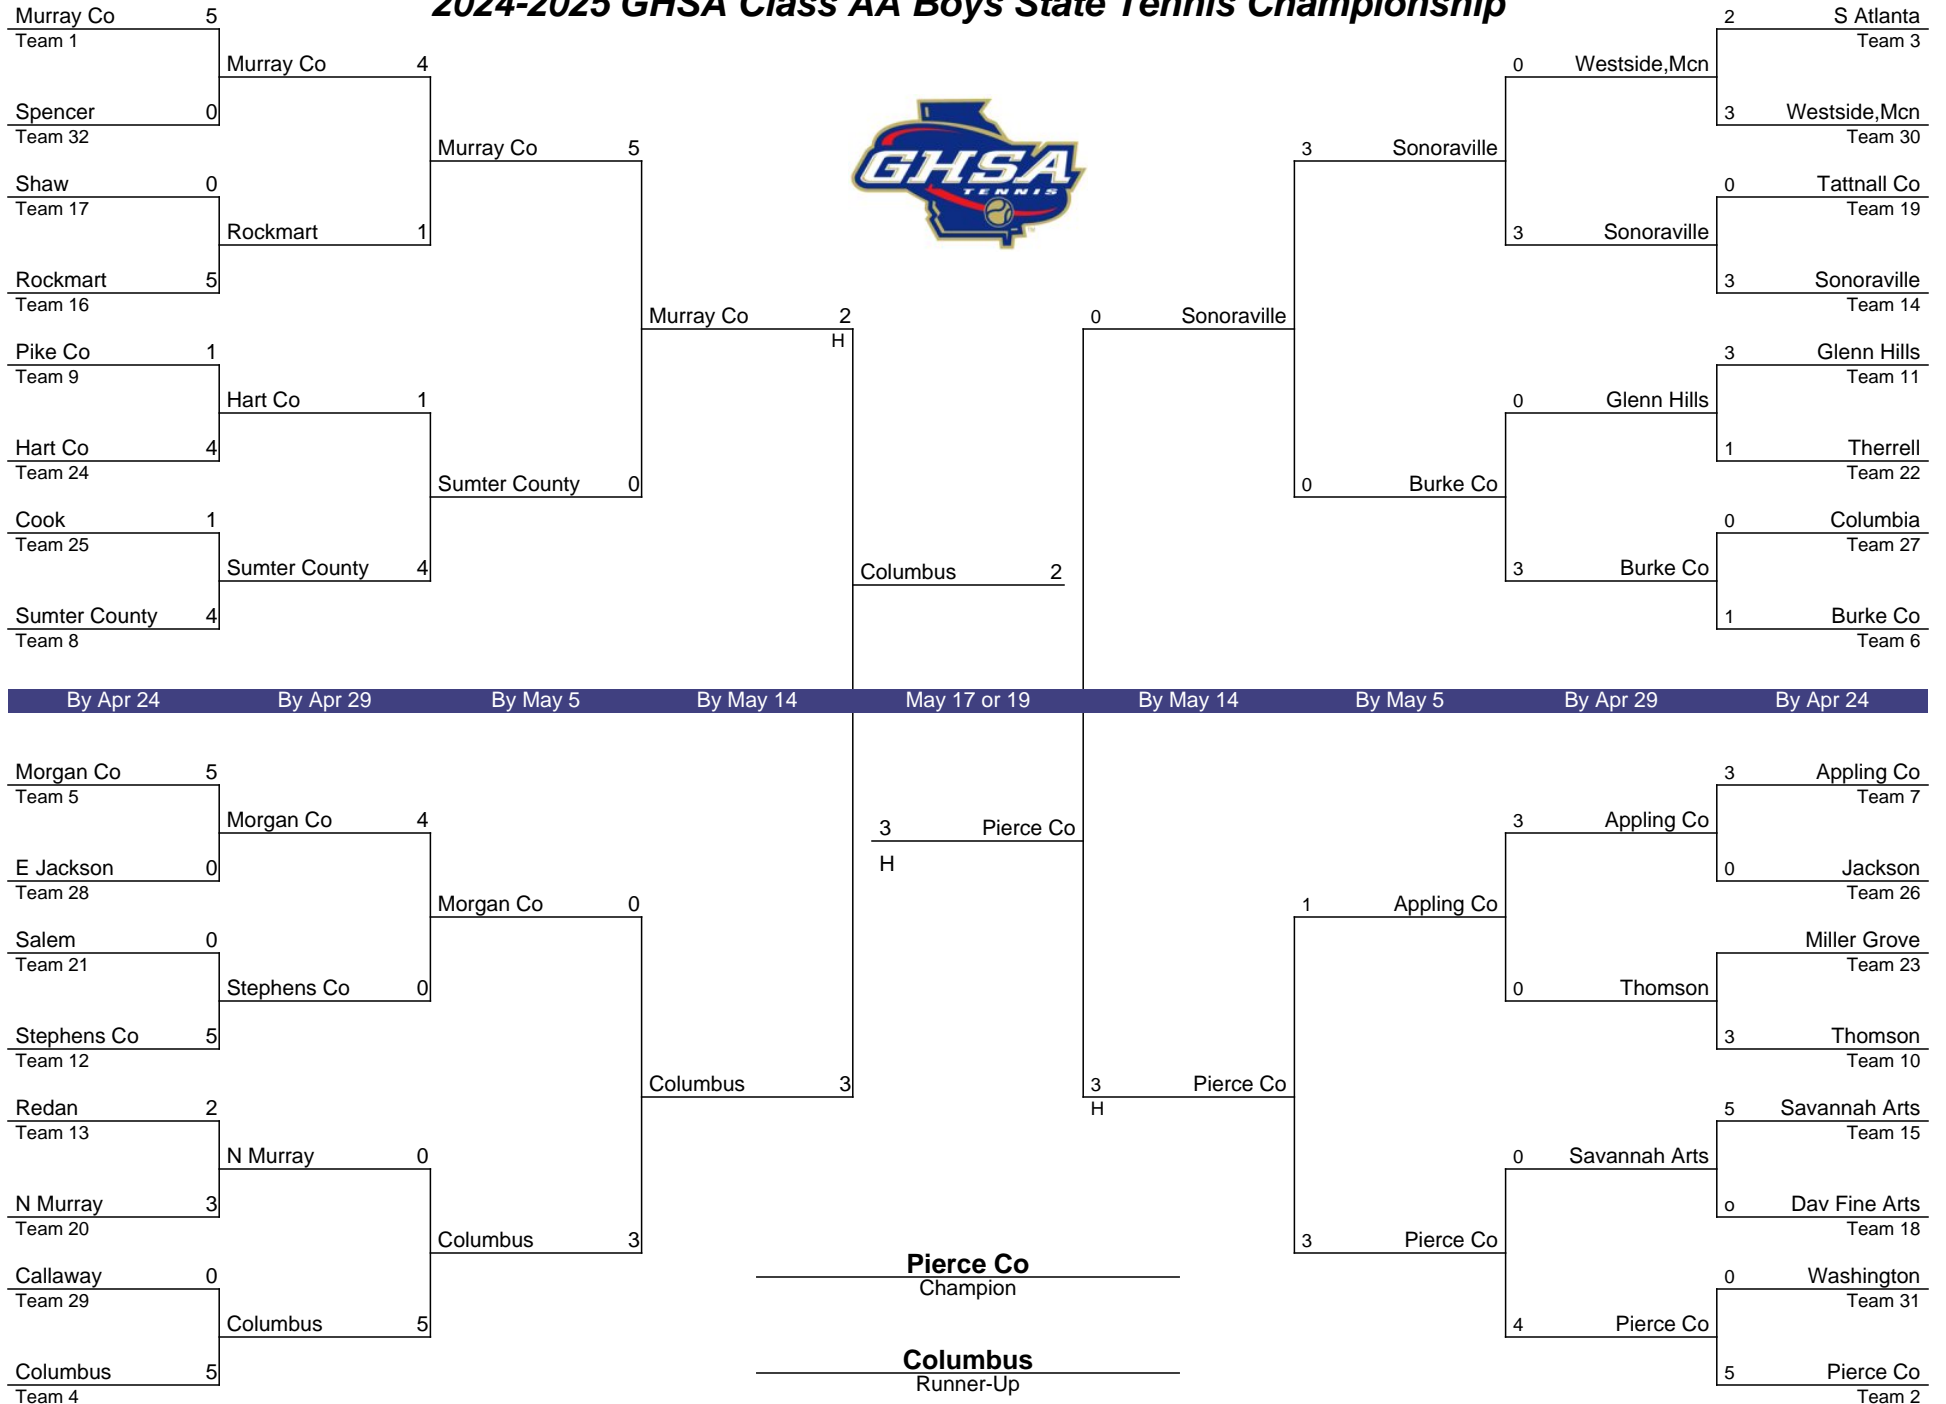 2024-2025 GHSA Class AA Boys State Tennis Championship
Murray Co 5
Team 1
Spencer 0
Team 32
Shaw 0
Team 17
Rockmart 5
Team 16
Pike Co 1
Team 9
Hart Co 4
Team 24
Cook 1
Team 25
Sumter County 4
Team 8
Murray Co 4
Rockmart 1
Hart Co 1
Sumter County 4
Murray Co 5
Sumter County 0
Murray Co 2
H
Columbus 2
GHSA
TENNIS
0 Sonoraville
3 Sonoraville
0 Burke Co
0 Westside,Mcn
3 Sonoraville
0 Glenn Hills
3 Burke Co
2 S Atlanta
Team 3
3 Westside,Mcn
Team 30
0 Tattnall Co
Team 19
3 Sonoraville
Team 14
3 Glenn Hills
Team 11
1 Therrell
Team 22
0 Columbia
Team 27
1 Burke Co
Team 6
By Apr 24 By Apr 29 By May 5 By May 14 May 17 or 19 By May 14 By May 5 By Apr 29 By Apr 24
Morgan Co 5
Team 5
E Jackson 0
Team 28
Salem 0
Team 21
Stephens Co 5
Team 12
Redan 2
Team 13
N Murray 3
Team 20
Callaway 0
Team 29
Columbus 5
Team 4
Morgan Co 4
Stephens Co 0
N Murray 0
Columbus 5
Morgan Co 0
Columbus 3
Columbus 3
3 Pierce Co
H
3 Pierce Co
H
1 Appling Co
3 Pierce Co
3 Appling Co
0 Thomson
0 Savannah Arts
4 Pierce Co
3 Appling Co
Team 7
0 Jackson
Team 26
Miller Grove
Team 23
3 Thomson
Team 10
5 Savannah Arts
Team 15
o Dav Fine Arts
Team 18
0 Washington
Team 31
5 Pierce Co
Team 2
Pierce Co
Champion
Columbus
Runner-Up